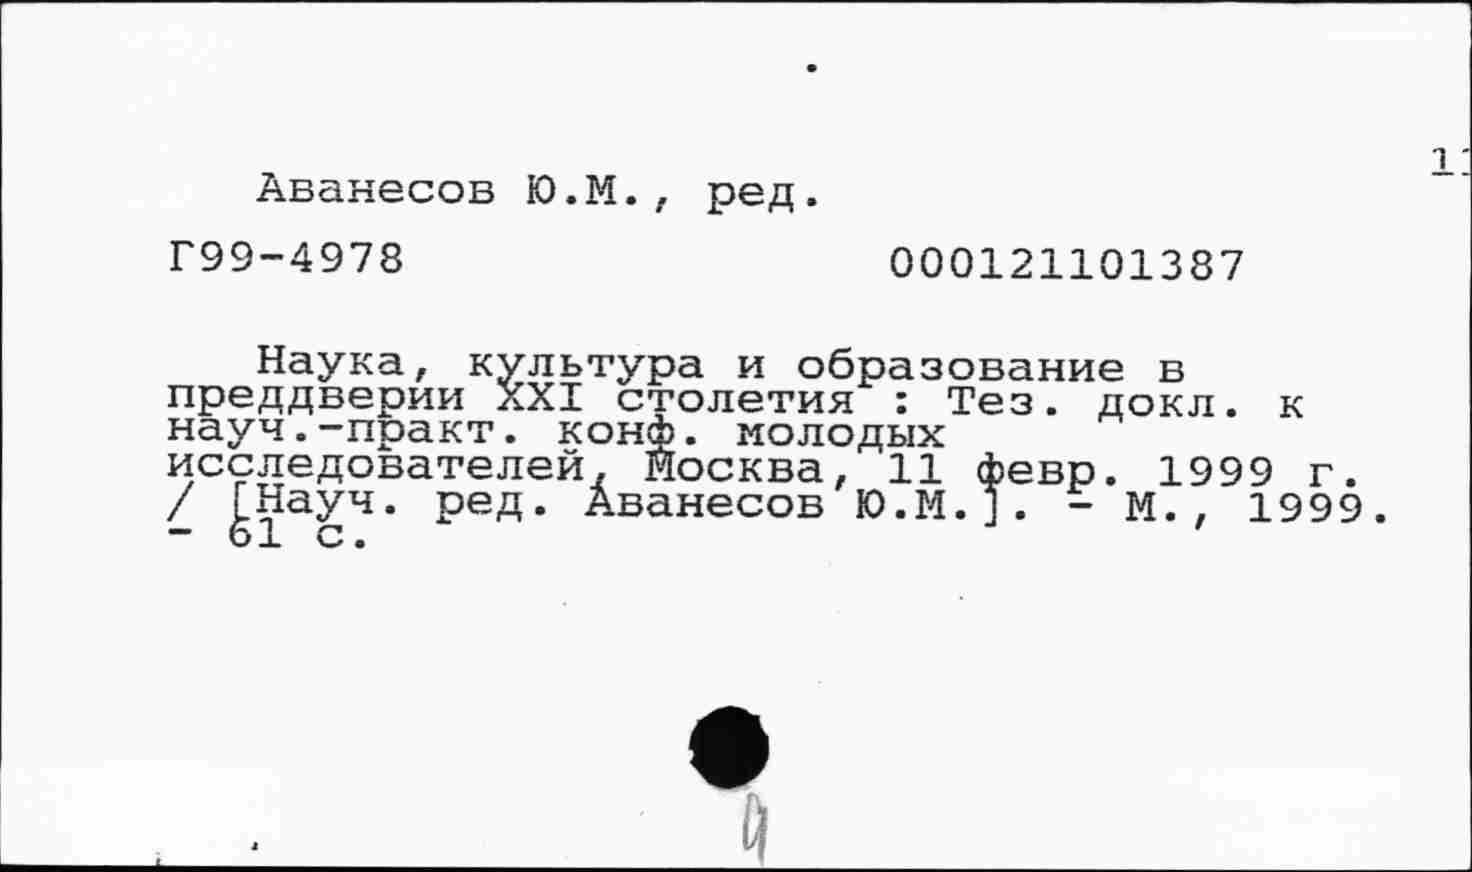 Аванесов Ю.М., ред.
Г99-4978 000121101387
Наука, культура и образование в
преддверии XXI столетия : Тез. докл. к
науч.-практ. конф. молодых
исследователей, Москва, 11 февр. 1999 г.
/ [Науч. ред. Аванесов Ю.М.]. - М., 1999.
- 61 с.